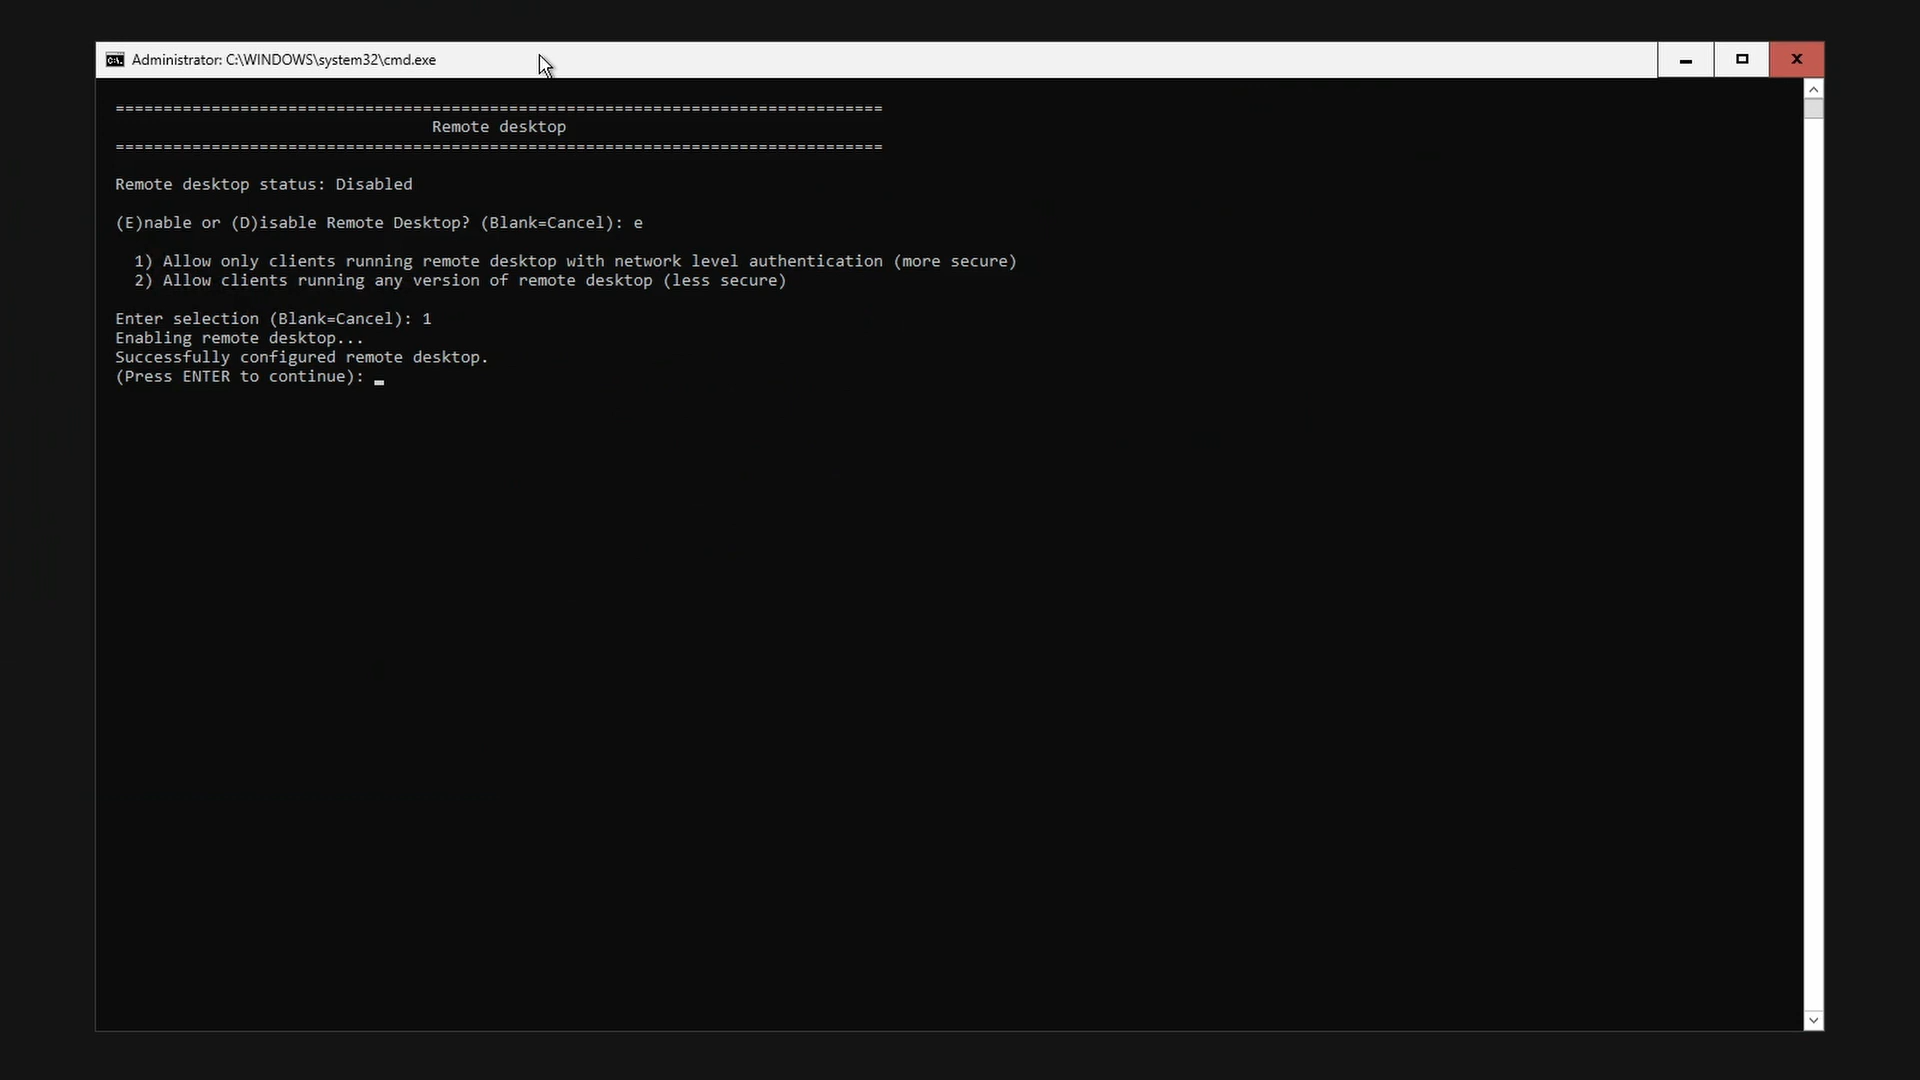 Administrator: C:\WINDOWS\system32\cmd.exe
================================================================================
Remote desktop
================================================================================
Remote desktop status: Disabled
(E)nable or (D)isable Remote Desktop? (Blank=Cancel): e
1) Allow only clients running remote desktop with network level authentication (more secure)
2) Allow clients running any version of remote desktop (less secure)
Enter selection (Blank=Cancel): 1
Enabling remote desktop...
Successfully configured remote desktop.
(Press ENTER to continue):